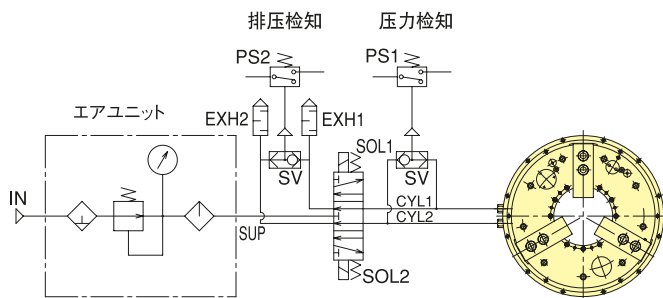 排圧検知
圧力検知
PS2
PS1
エアユニット
EXH2
EXH1
SOL1
SV
SV
IN
CYL1
CYL2
SUP
SOL2